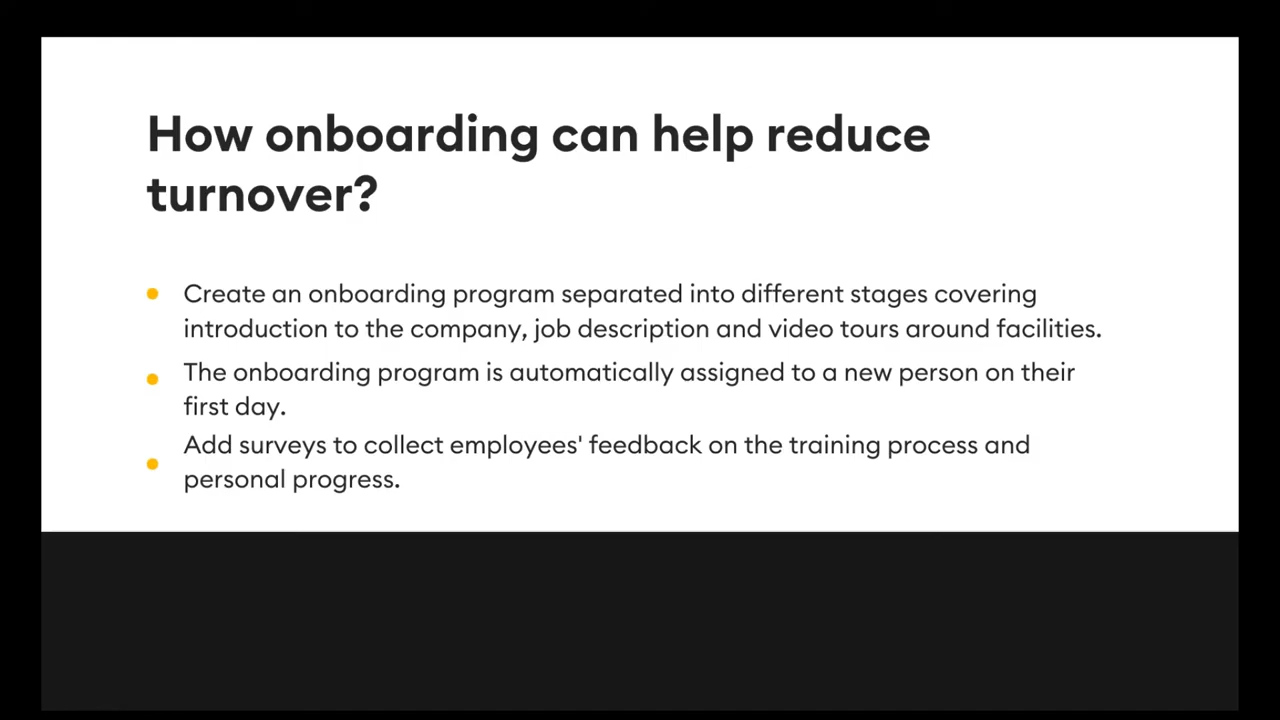 How onboarding can help reduce
turnover?
Create an onboarding program separated into different stages covering
introduction to the company, job description and video tours around facilities.
The onboarding program is automatically assigned to a new person on their
first day.
Add surveys to collect employees' feedback on the training process and
personal progress.